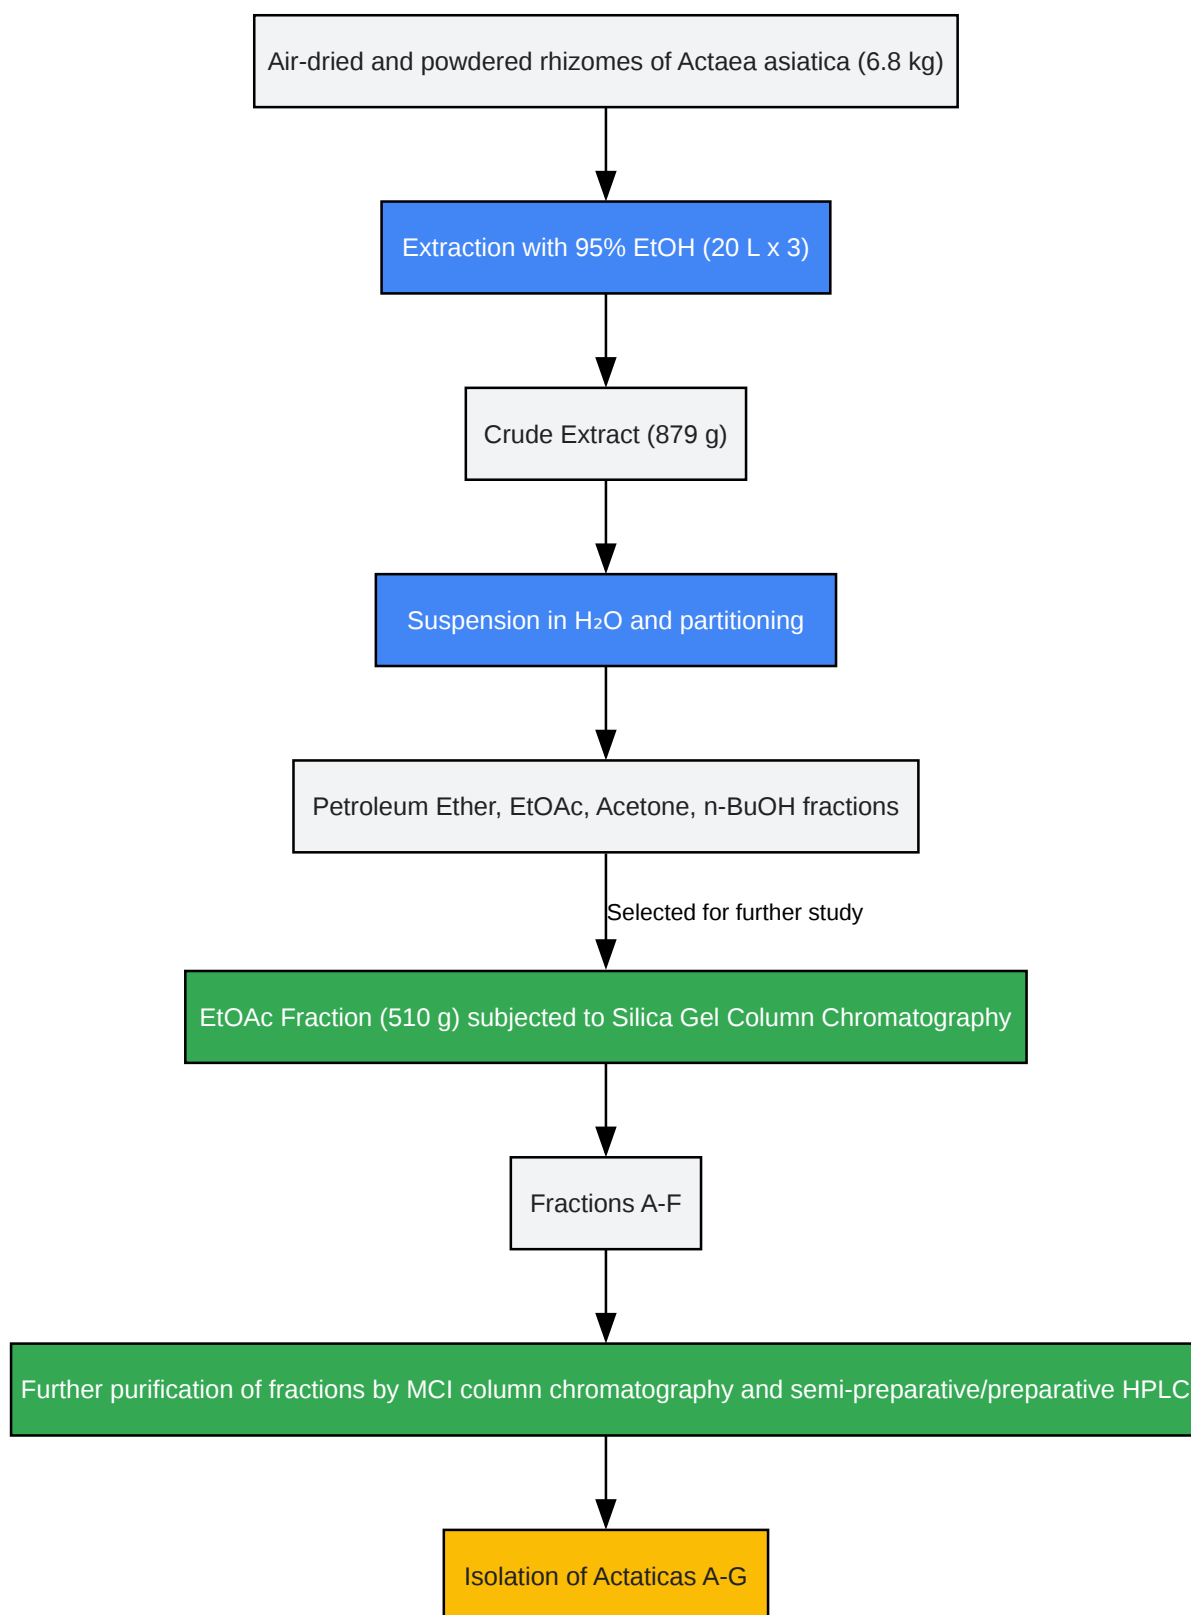 Air-dried and powdered rhizomes of Actaea asiatica (6.8 kg)
Extraction with 95% EtOH (20 L x 3)
Crude Extract (879 g)
Suspension in H₂O and partitioning
Petroleum Ether, EtOAc, Acetone, n-BuOH fractions
Selected for further study
EtOAc Fraction (510 g) subjected to Silica Gel Column Chromatography
Fractions A-F
Further purification of fractions by MCI column chromatography and semi-preparative/preparative HPLC
Isolation of Actaticas A-G